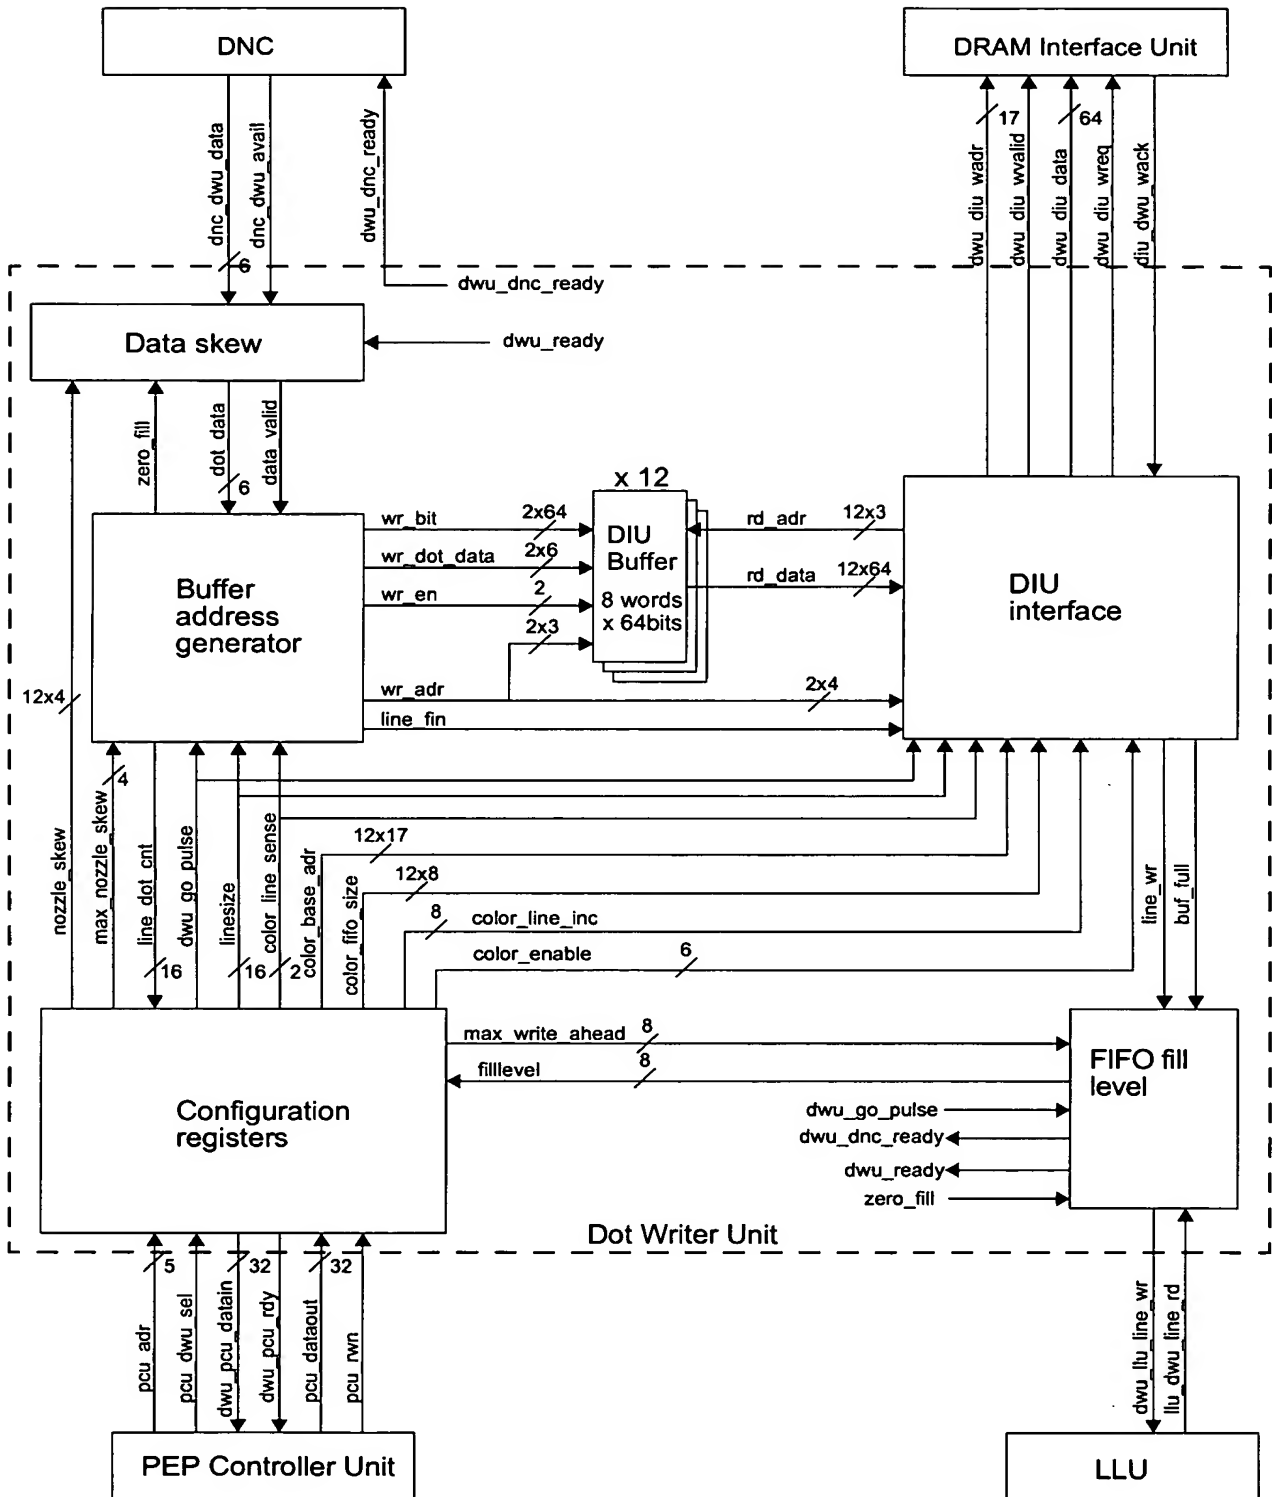 DNC
DRAM Interface Unit
dnc_dwu_data
dnc_dwu_avail
dwu_dnc_ready
6
dwu_diu_wadr
17
dwu_diu_wvalid
dwu_diu_data
64
dwu_diu_wreq
diu_dwu_wack
dwu_dnc_ready
Data skew
dwu_ready
zero_fill
dot_data
6
data_valid
x 12
wr_bit
2x64
DIU
Buffer
8 words
x 64bits
rd_adr
12x3
wr_dot_data
2x6
rd_data
12x64
wr_en
2
2x3
Buffer
address
generator
DIU
interface
wr_adr
2x4
line_fin
12x4
nozzle_skew
4
max_nozzle_skew
line_dot_cnt
16
dwu_go_pulse
linesize
16
color_line_sense
2
color_base_adr
12x17
color_fifo_size
12x8
8
color_line_inc
color_enable
6
line_wr
buf_full
Configuration
registers
max_write_ahead
8
filllevel
8
FIFO fill
level
dwu_go_pulse
dwu_dnc_ready
dwu_ready
zero_fill
Dot Writer Unit
pcu_adr
5
pcu_dwu_sel
dwu_pcu_datain
32
dwu_pcu_rdy
pcu_dataout
32
pcu_rwn
dwu_llu_line_wr
llu_dwu_line_rd
PEP Controller Unit
LLU